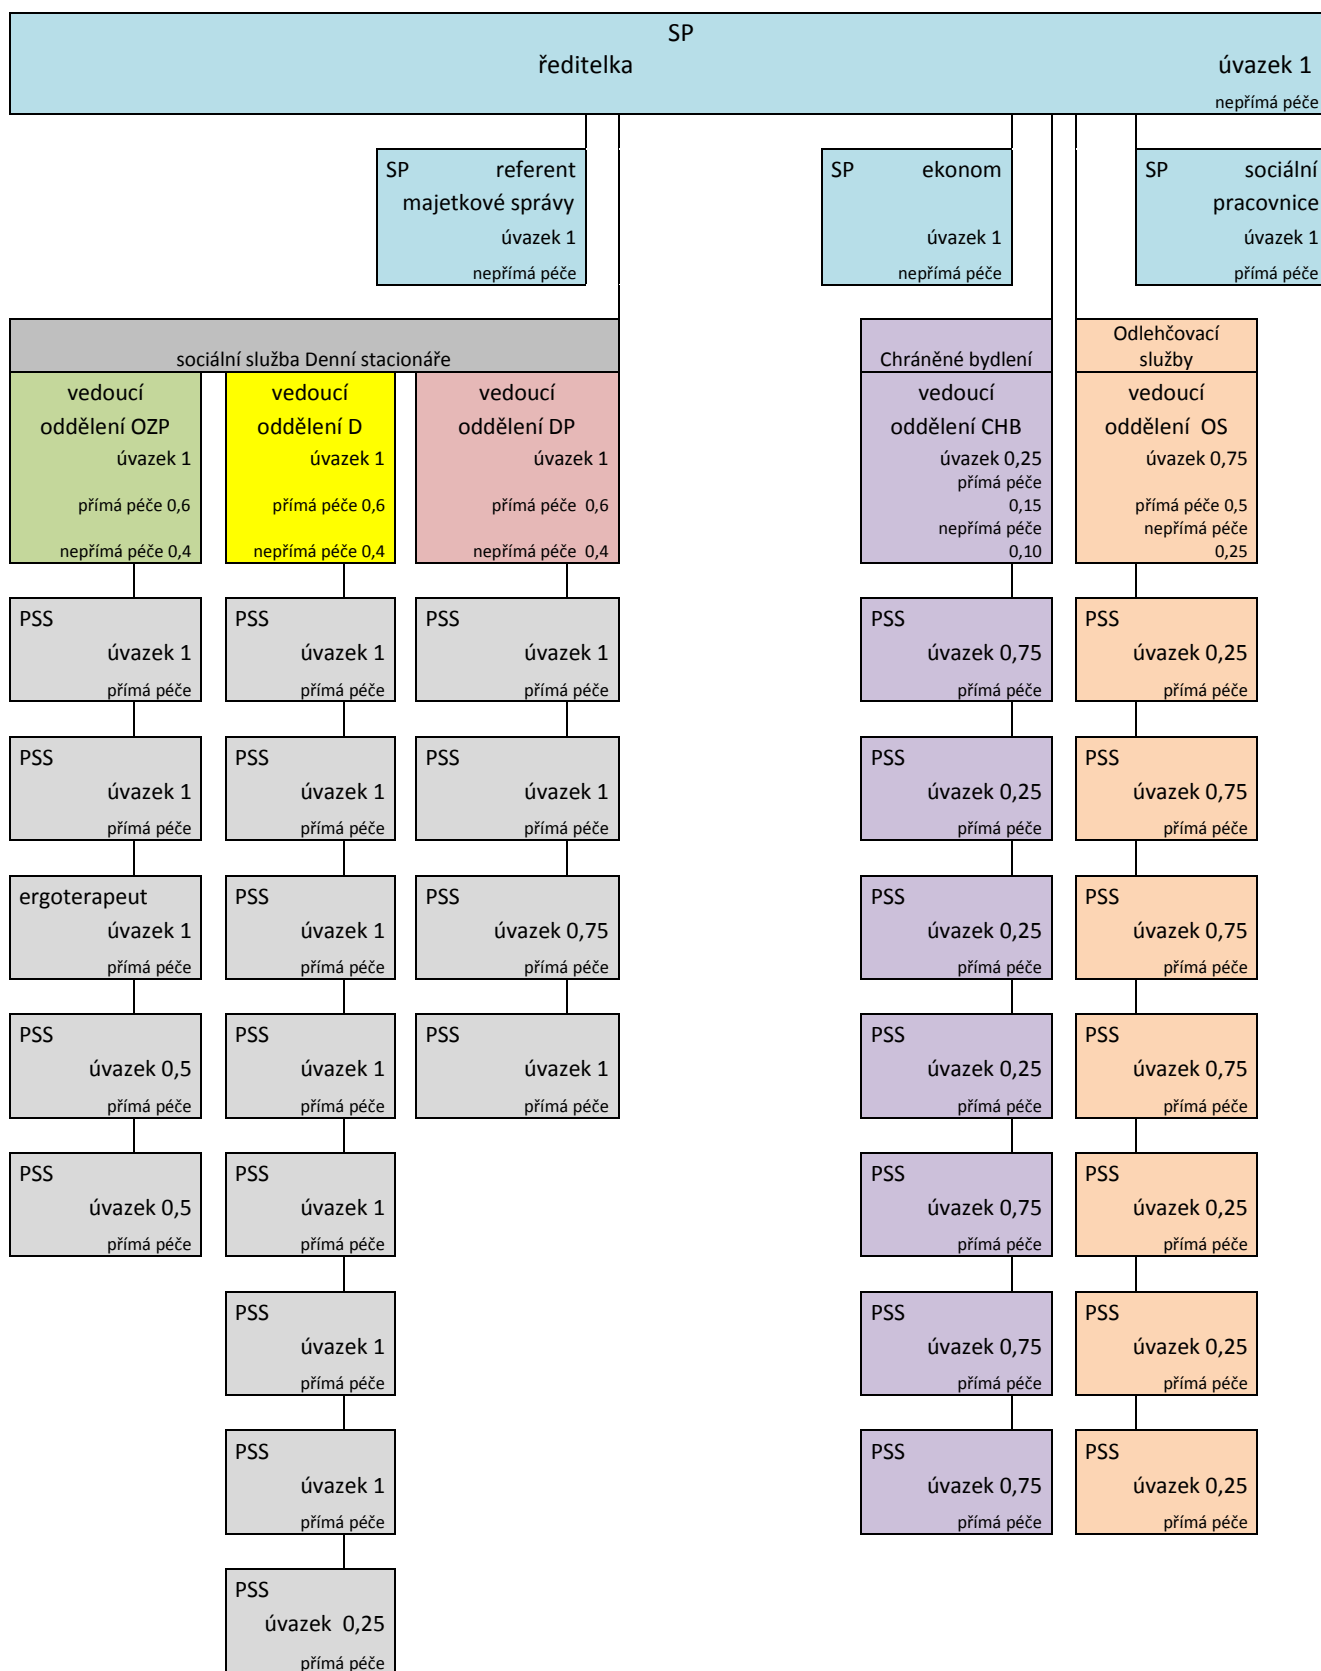 SP
ředitelka
úvazek 1
nepřímá péče
SP referent
majetkové správy
úvazek 1
nepřímá péče
SP ekonom
úvazek 1
nepřímá péče
SP sociální
pracovnice
úvazek 1
přímá péče
sociální služba Denní stacionáře
vedoucí
oddělení OZP
úvazek 1
přímá péče 0,6
nepřímá péče 0,4
PSS
úvazek 1
přímá péče
PSS
úvazek 1
přímá péče
ergoterapeut
úvazek 1
přímá péče
PSS
úvazek 0,5
přímá péče
PSS
úvazek 0,5
přímá péče
vedoucí
oddělení D
úvazek 1
přímá péče 0,6
nepřímá péče 0,4
PSS
úvazek 1
přímá péče
PSS
úvazek 1
přímá péče
PSS
úvazek 1
přímá péče
PSS
úvazek 1
přímá péče
PSS
úvazek 1
přímá péče
PSS
úvazek 1
přímá péče
PSS
úvazek 1
přímá péče
PSS
úvazek 0,25
přímá péče
vedoucí
oddělení DP
úvazek 1
přímá péče 0,6
nepřímá péče 0,4
PSS
úvazek 1
přímá péče
PSS
úvazek 1
přímá péče
PSS
úvazek 0,75
přímá péče
PSS
úvazek 1
přímá péče
Chráněné bydlení
vedoucí
oddělení CHB
úvazek 0,25
přímá péče
0,15
nepřímá péče
0,10
PSS
úvazek 0,75
přímá péče
PSS
úvazek 0,25
přímá péče
PSS
úvazek 0,25
přímá péče
PSS
úvazek 0,25
přímá péče
PSS
úvazek 0,75
přímá péče
PSS
úvazek 0,75
přímá péče
PSS
úvazek 0,75
přímá péče
Odlehčovací
služby
vedoucí
oddělení OS
úvazek 0,75
přímá péče 0,5
nepřímá péče
0,25
PSS
úvazek 0,25
přímá péče
PSS
úvazek 0,75
přímá péče
PSS
úvazek 0,75
přímá péče
PSS
úvazek 0,75
přímá péče
PSS
úvazek 0,25
přímá péče
PSS
úvazek 0,25
přímá péče
PSS
úvazek 0,25
přímá péče